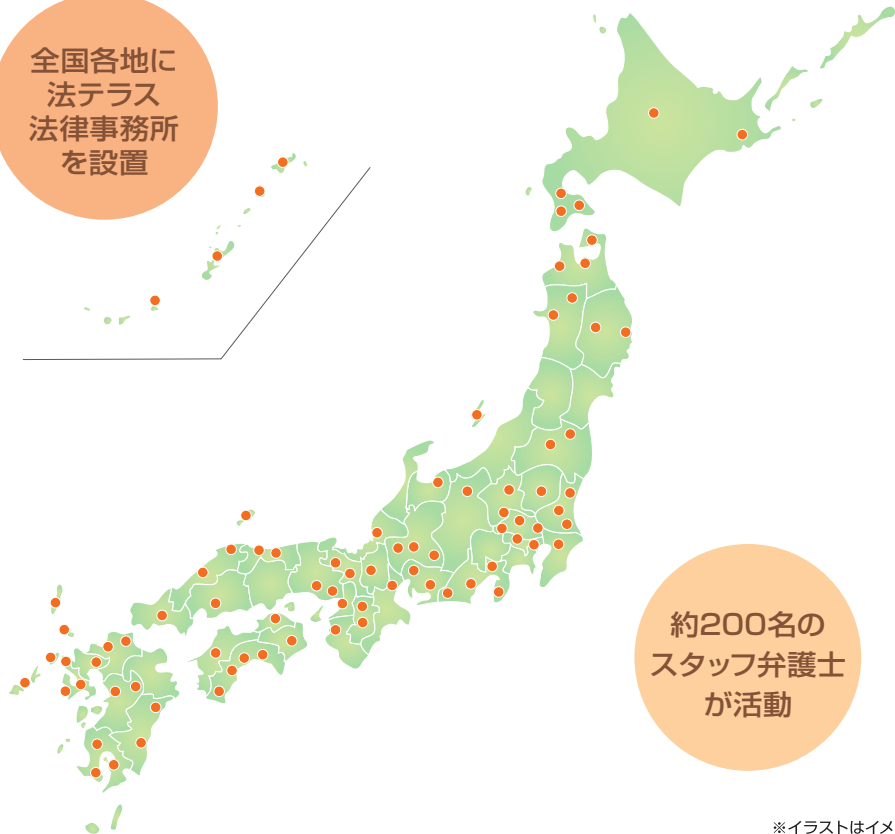 全国各地に
法テラス
法律事務所
を設置
約200名の
スタッフ弁護士
が活動
※イラストはイメ